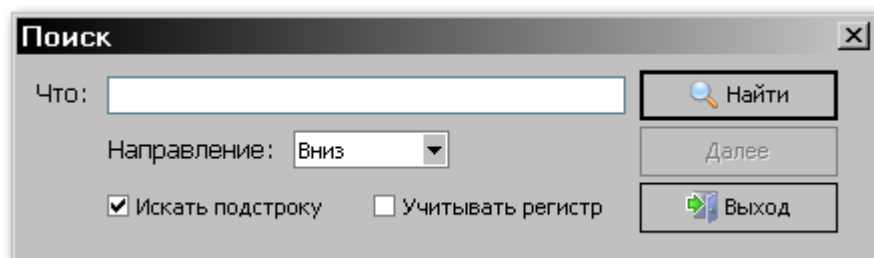 Поиск
Что:
Найти
Направление: Вниз
Далее
Искать подстроку
Учитывать регистр
Выход